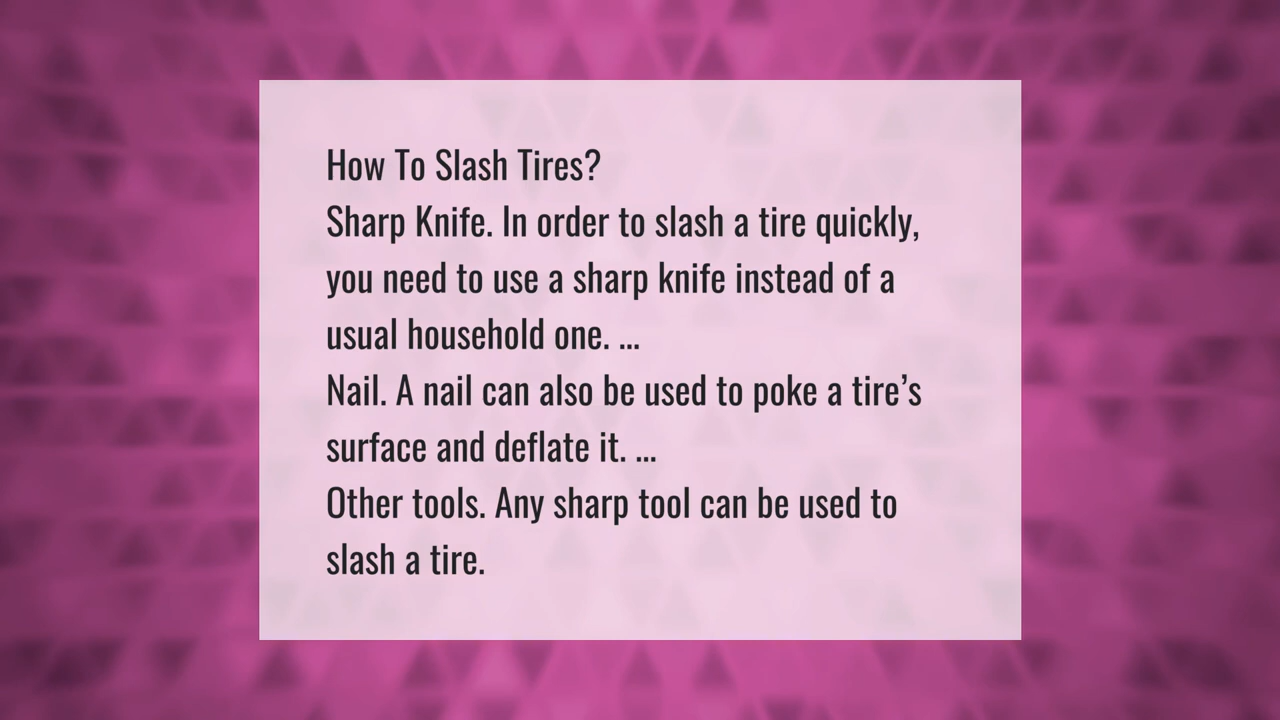 How To Slash Tires?
Sharp Knife. In order to slash a tire quickly,
you need to use a sharp knife instead of a
usual household one. ...
Nail. A nail can also be used to poke a tire’s
surface and deflate it. ...
Other tools. Any sharp tool can be used to
slash a tire.